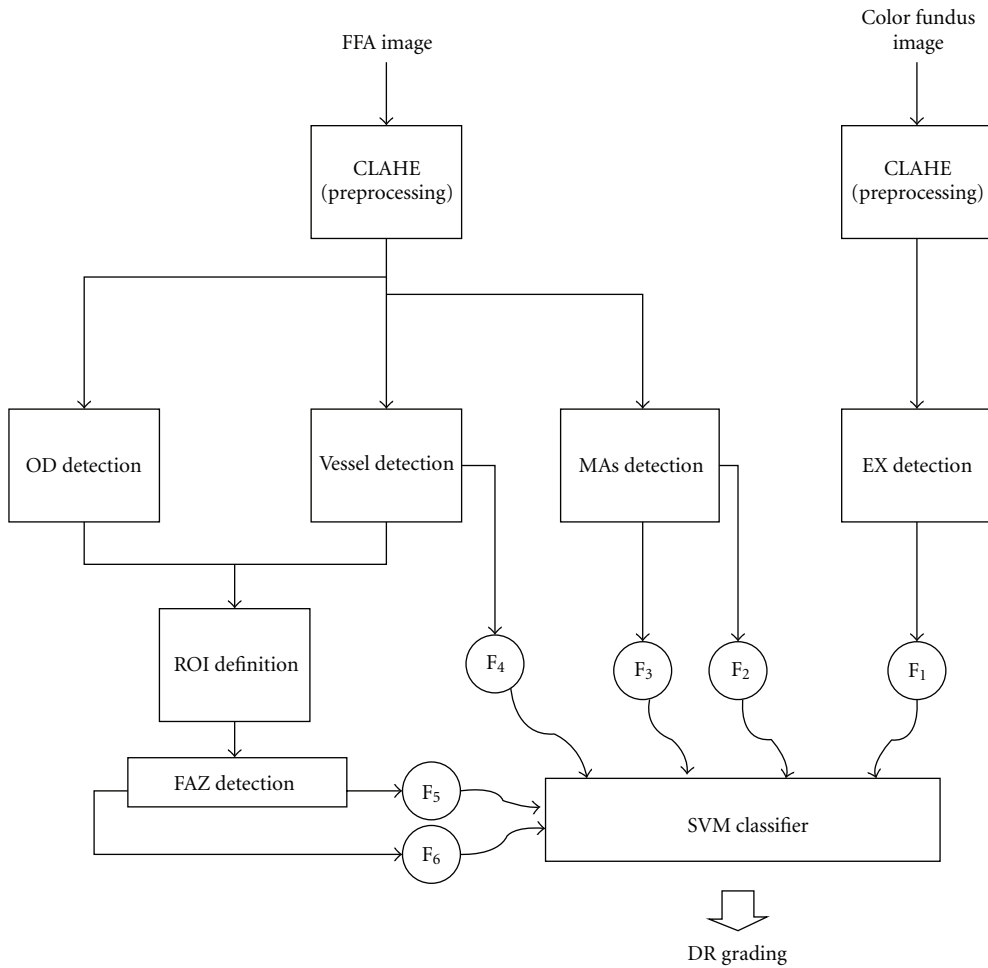 FFA image
Color fundus
image
CLAHE
(preprocessing)
CLAHE
(preprocessing)
OD detection
Vessel detection
MAs detection
EX detection
ROI definition
F4
F3
F2
F1
FAZ detection
F5
F6
SVM classifier
DR grading